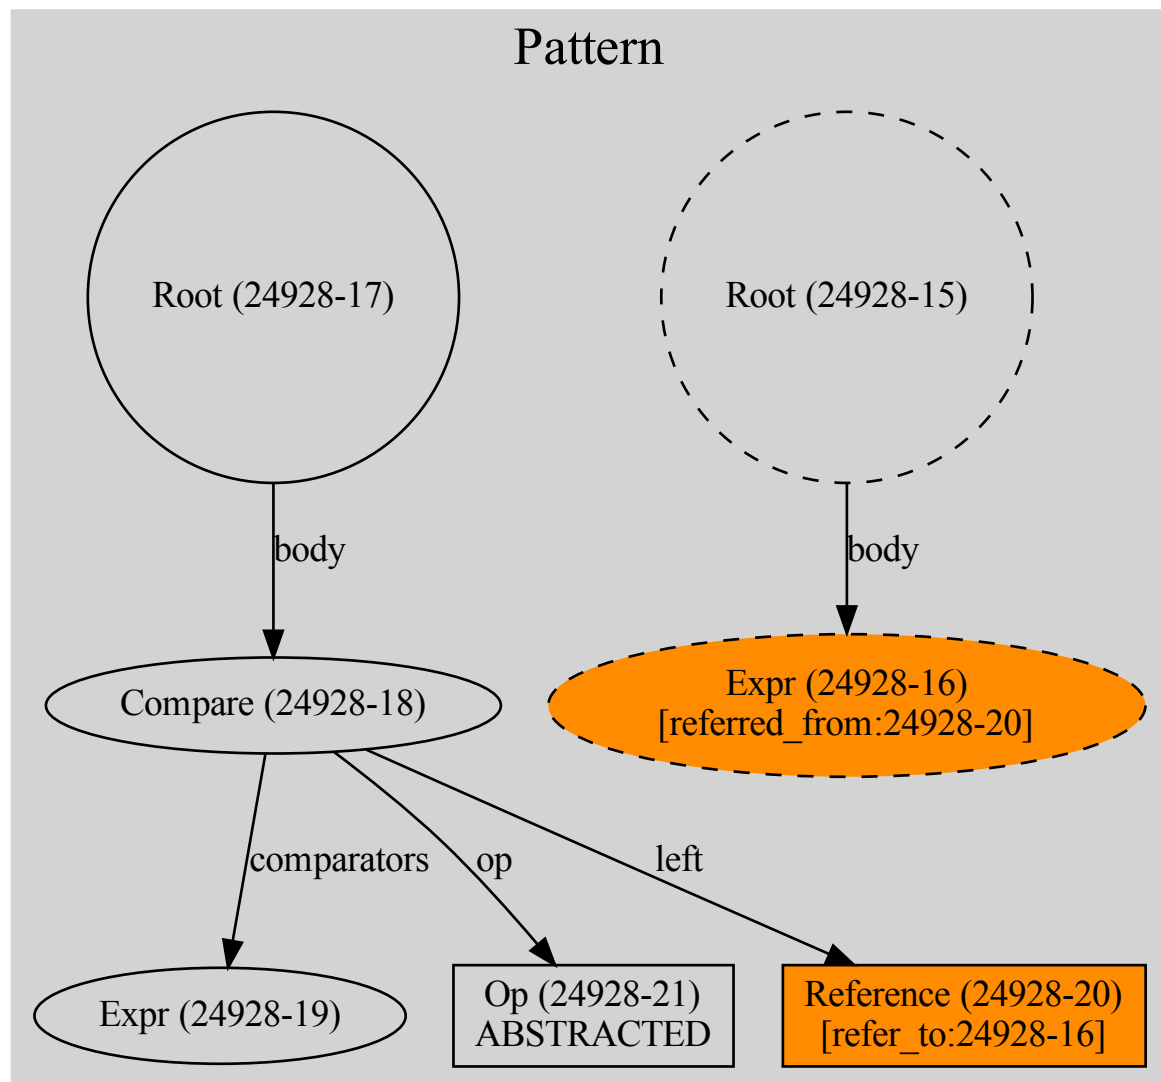 Pattern
Root (24928-17)
Root (24928-15)
body
body
Compare (24928-18)
Expr (24928-16)
[referred_from:24928-20]
comparators
op
left
Expr (24928-19)
Op (24928-21)
ABSTRACTED
Reference (24928-20)
[refer_to:24928-16]